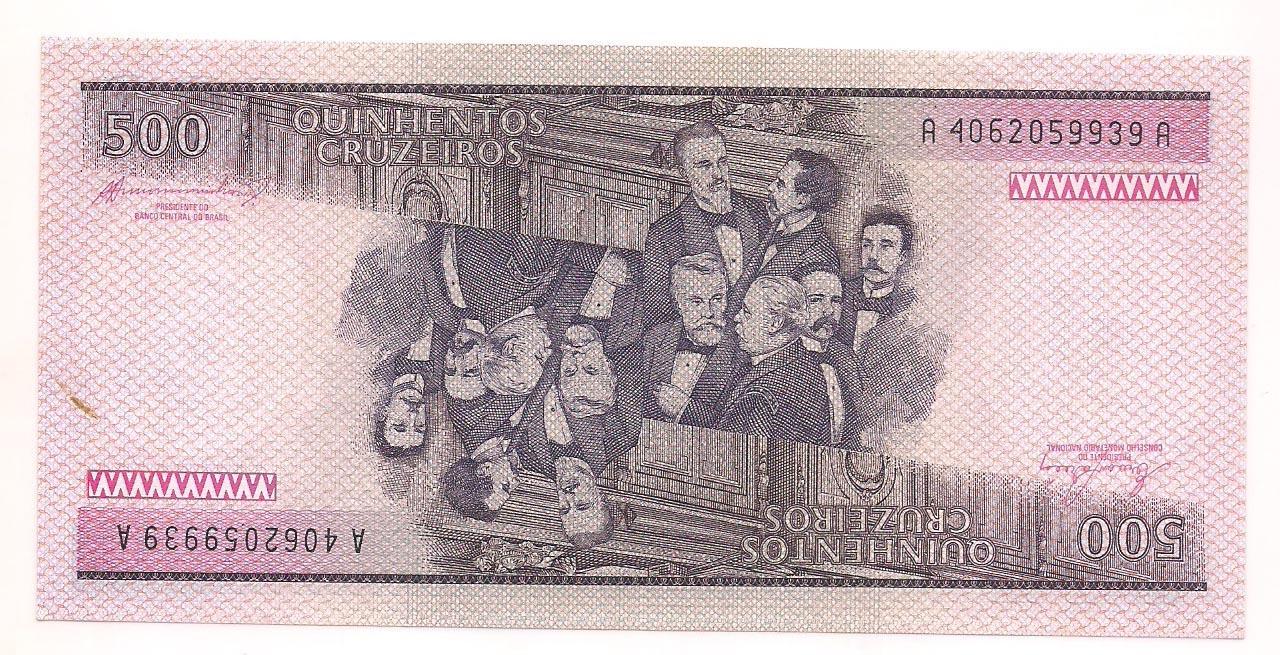 500
QUINHENTOS
CRUZEIROS
A 4062059939 A
PRESIDENTE DO
BANCO CENTRAL DO BRASIL
PRESIDENTE DO
CONSELHO MONETÁRIO NACIONAL
A 4062059939 A
QUINHENTOS
CRUZEIROS
500